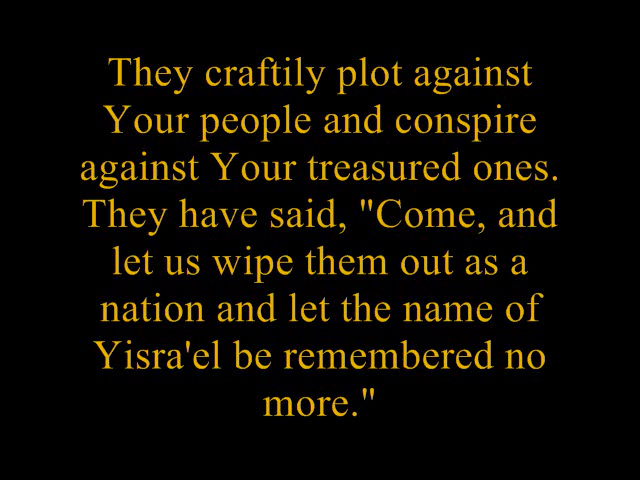 They craftily plot against
Your people and conspire
against Your treasured ones.
They have said, "Come, and
let us wipe them out as a
nation and let the name of
Yisra'el be remembered no
more."